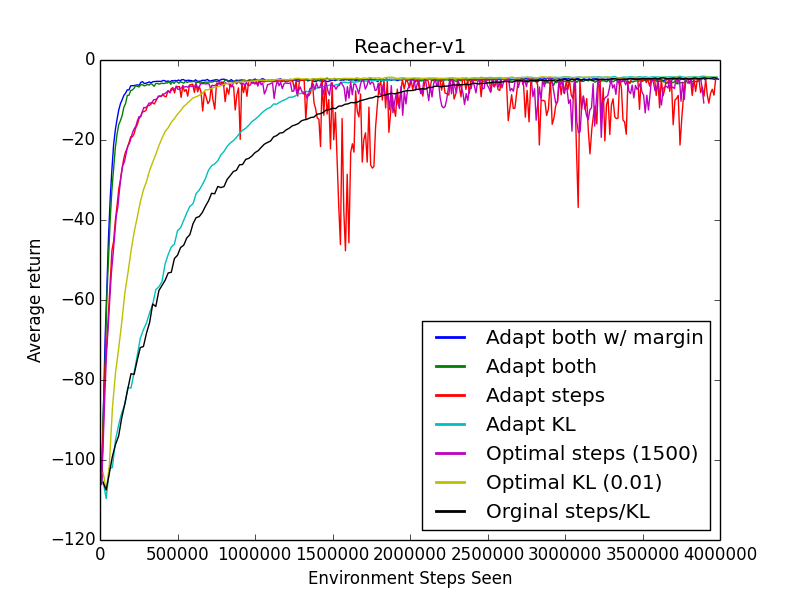 Reacher-v1
0
−20
−40
−60
−80
−100
−120
Average return
0 500000 1000000 1500000 2000000 2500000 3000000 3500000 4000000
Environment Steps Seen
Adapt both w/ margin
Adapt both
Adapt steps
Adapt KL
Optimal steps (1500)
Optimal KL (0.01)
Orginal steps/KL